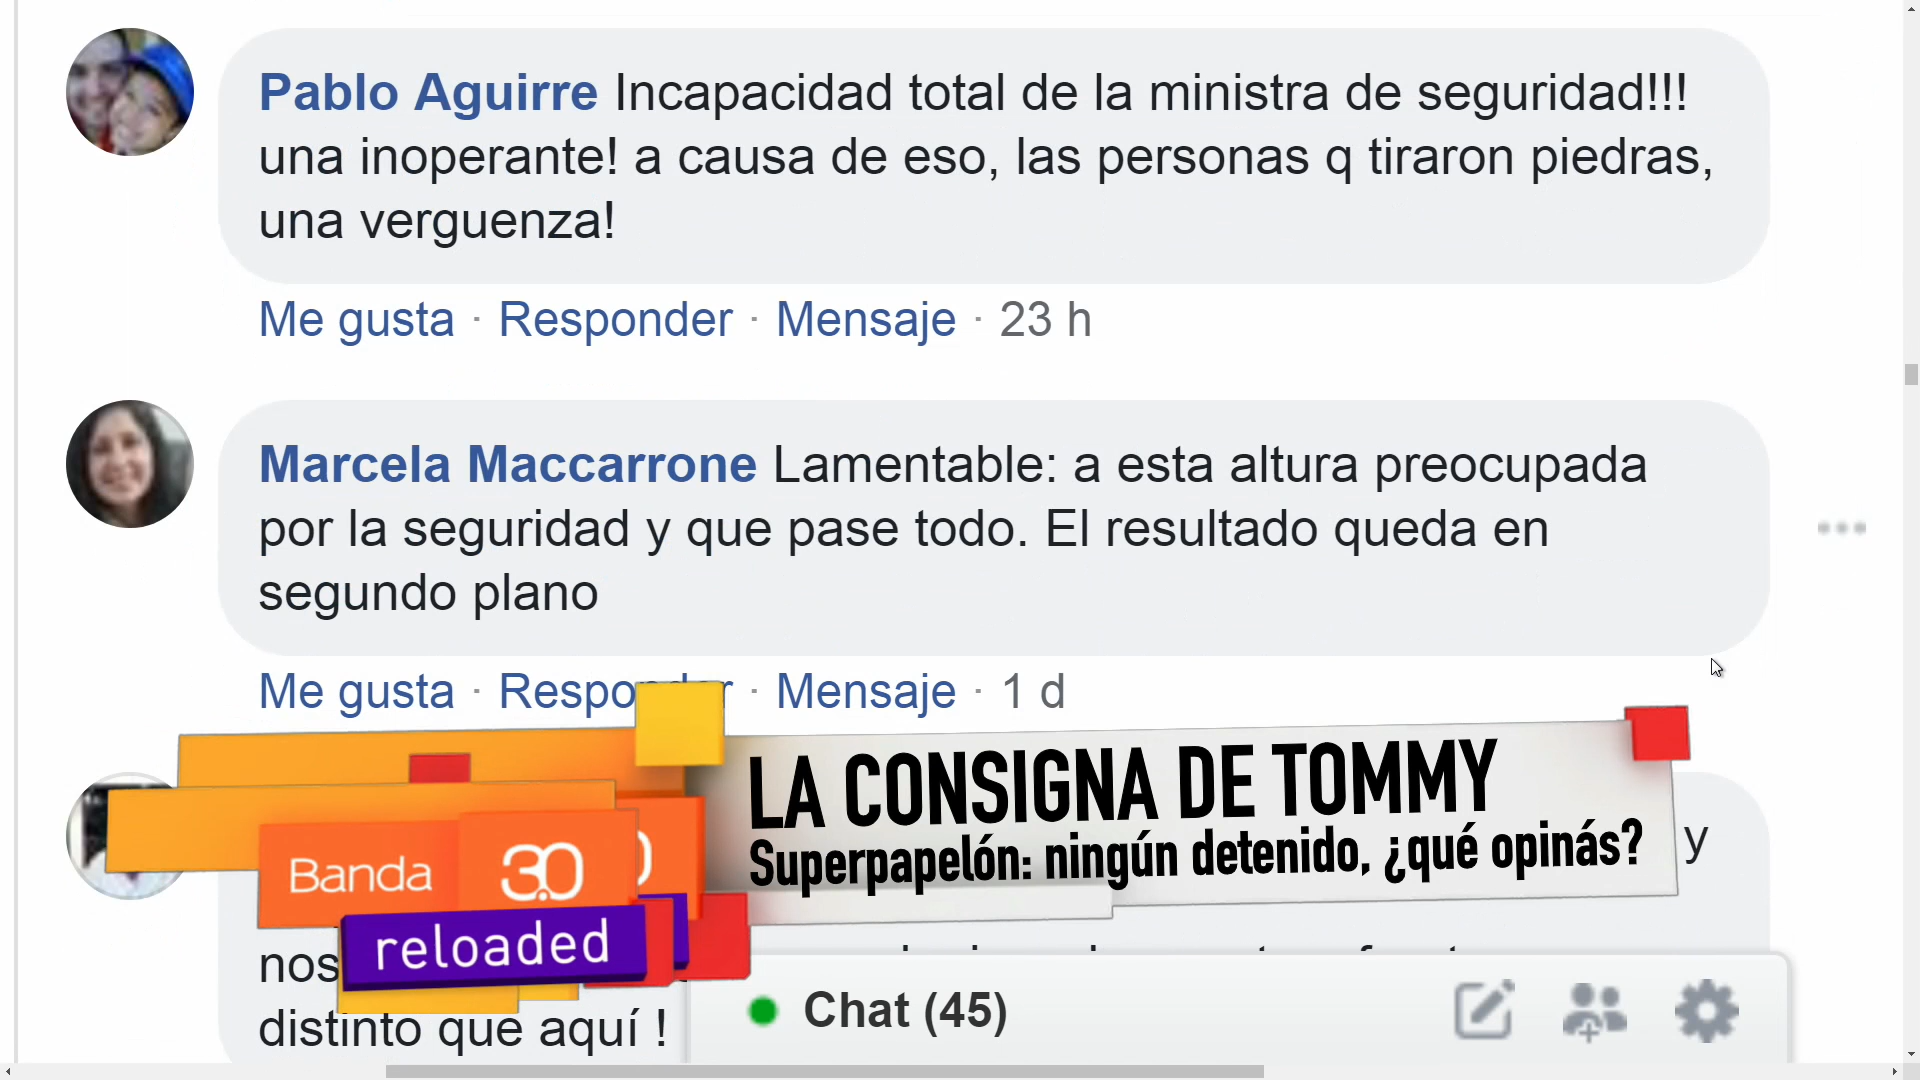 Pablo Aguirre Incapacidad total de la ministra de seguridad!!!
una inoperante! a causa de eso, las personas q tiraron piedras,
una verguenza!
Me gusta · Responder · Mensaje · 23 h
Marcela Maccarrone Lamentable: a esta altura preocupada
por la seguridad y que pase todo. El resultado queda en
segundo plano
Me gusta · Responder · Mensaje · 1 d
LA CONSIGNA DE TOMMY
Superpapelón: ningún detenido, ¿qué opinás?
y
Banda 3.0
reloaded
nos
distinto que aquí !
Chat (45)